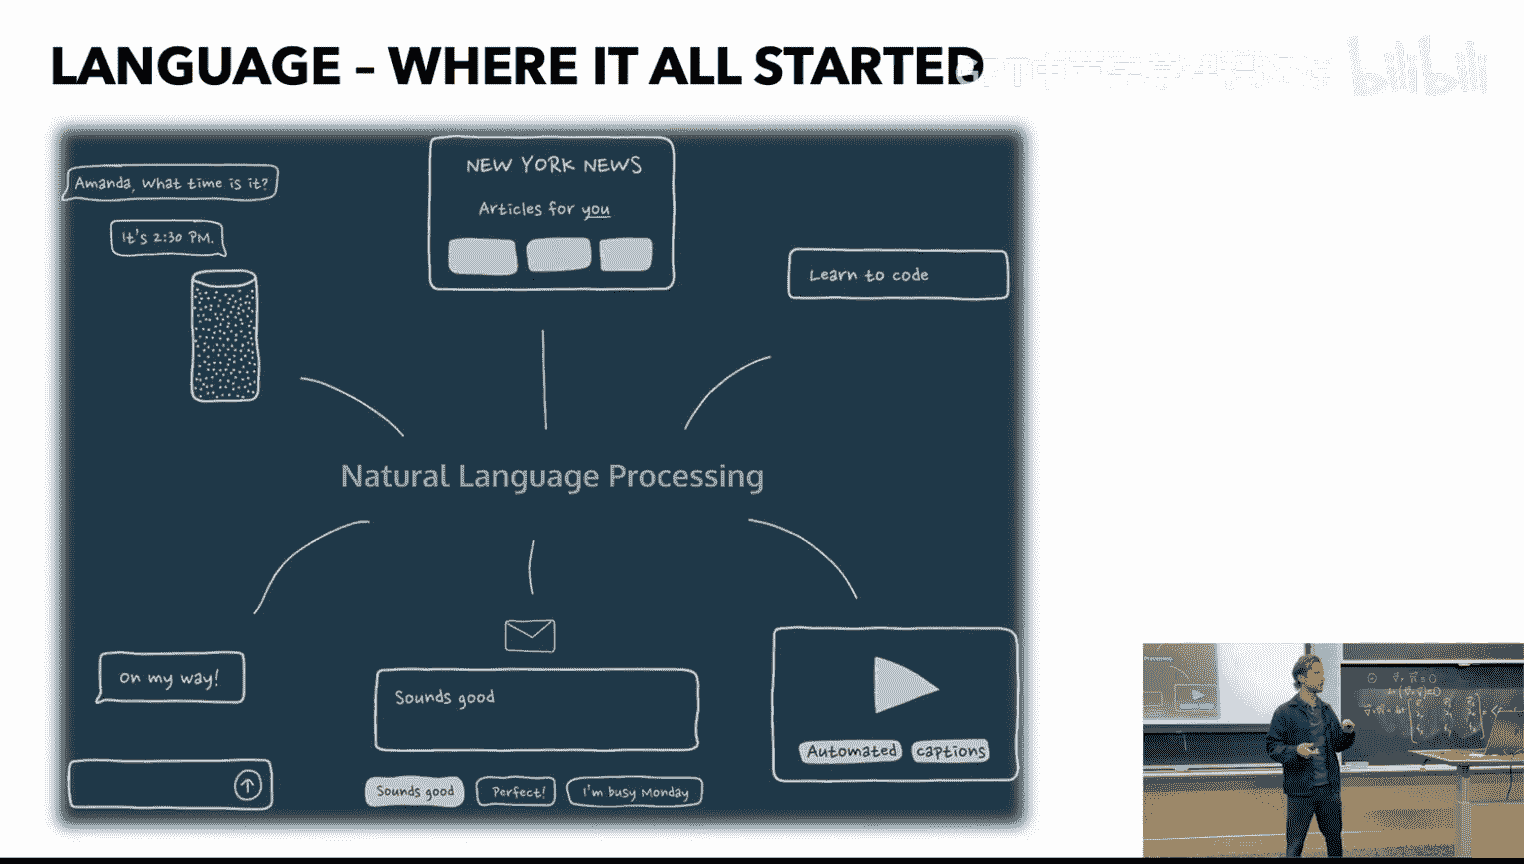 LANGUAGE – WHERE IT ALL STARTED
bilibili
Amanda, what time is it?
It's 2:30 PM.
NEW YORK NEWS
Articles for you
Learn to code
Natural Language Processing
on my way!
Sounds good
Sounds good
Perfect!
I'm busy Monday
Automated captions